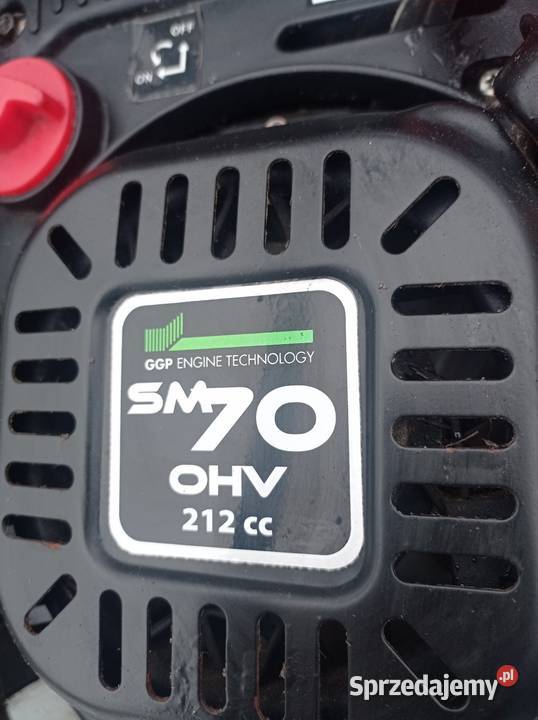 OFF
ON
GGP ENGINE TECHNOLOGY
SM70
OHV
212 cc
Sprzedajemy.pl